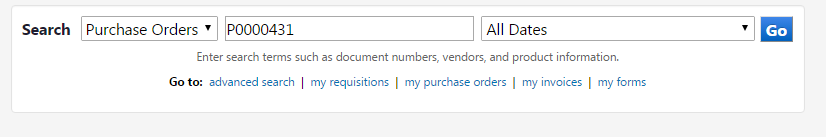 Search Purchase Orders P0000431 All Dates Go
Enter search terms such as document numbers, vendors, and product information.
Go to: advanced search | my requisitions | my purchase orders | my invoices | my forms